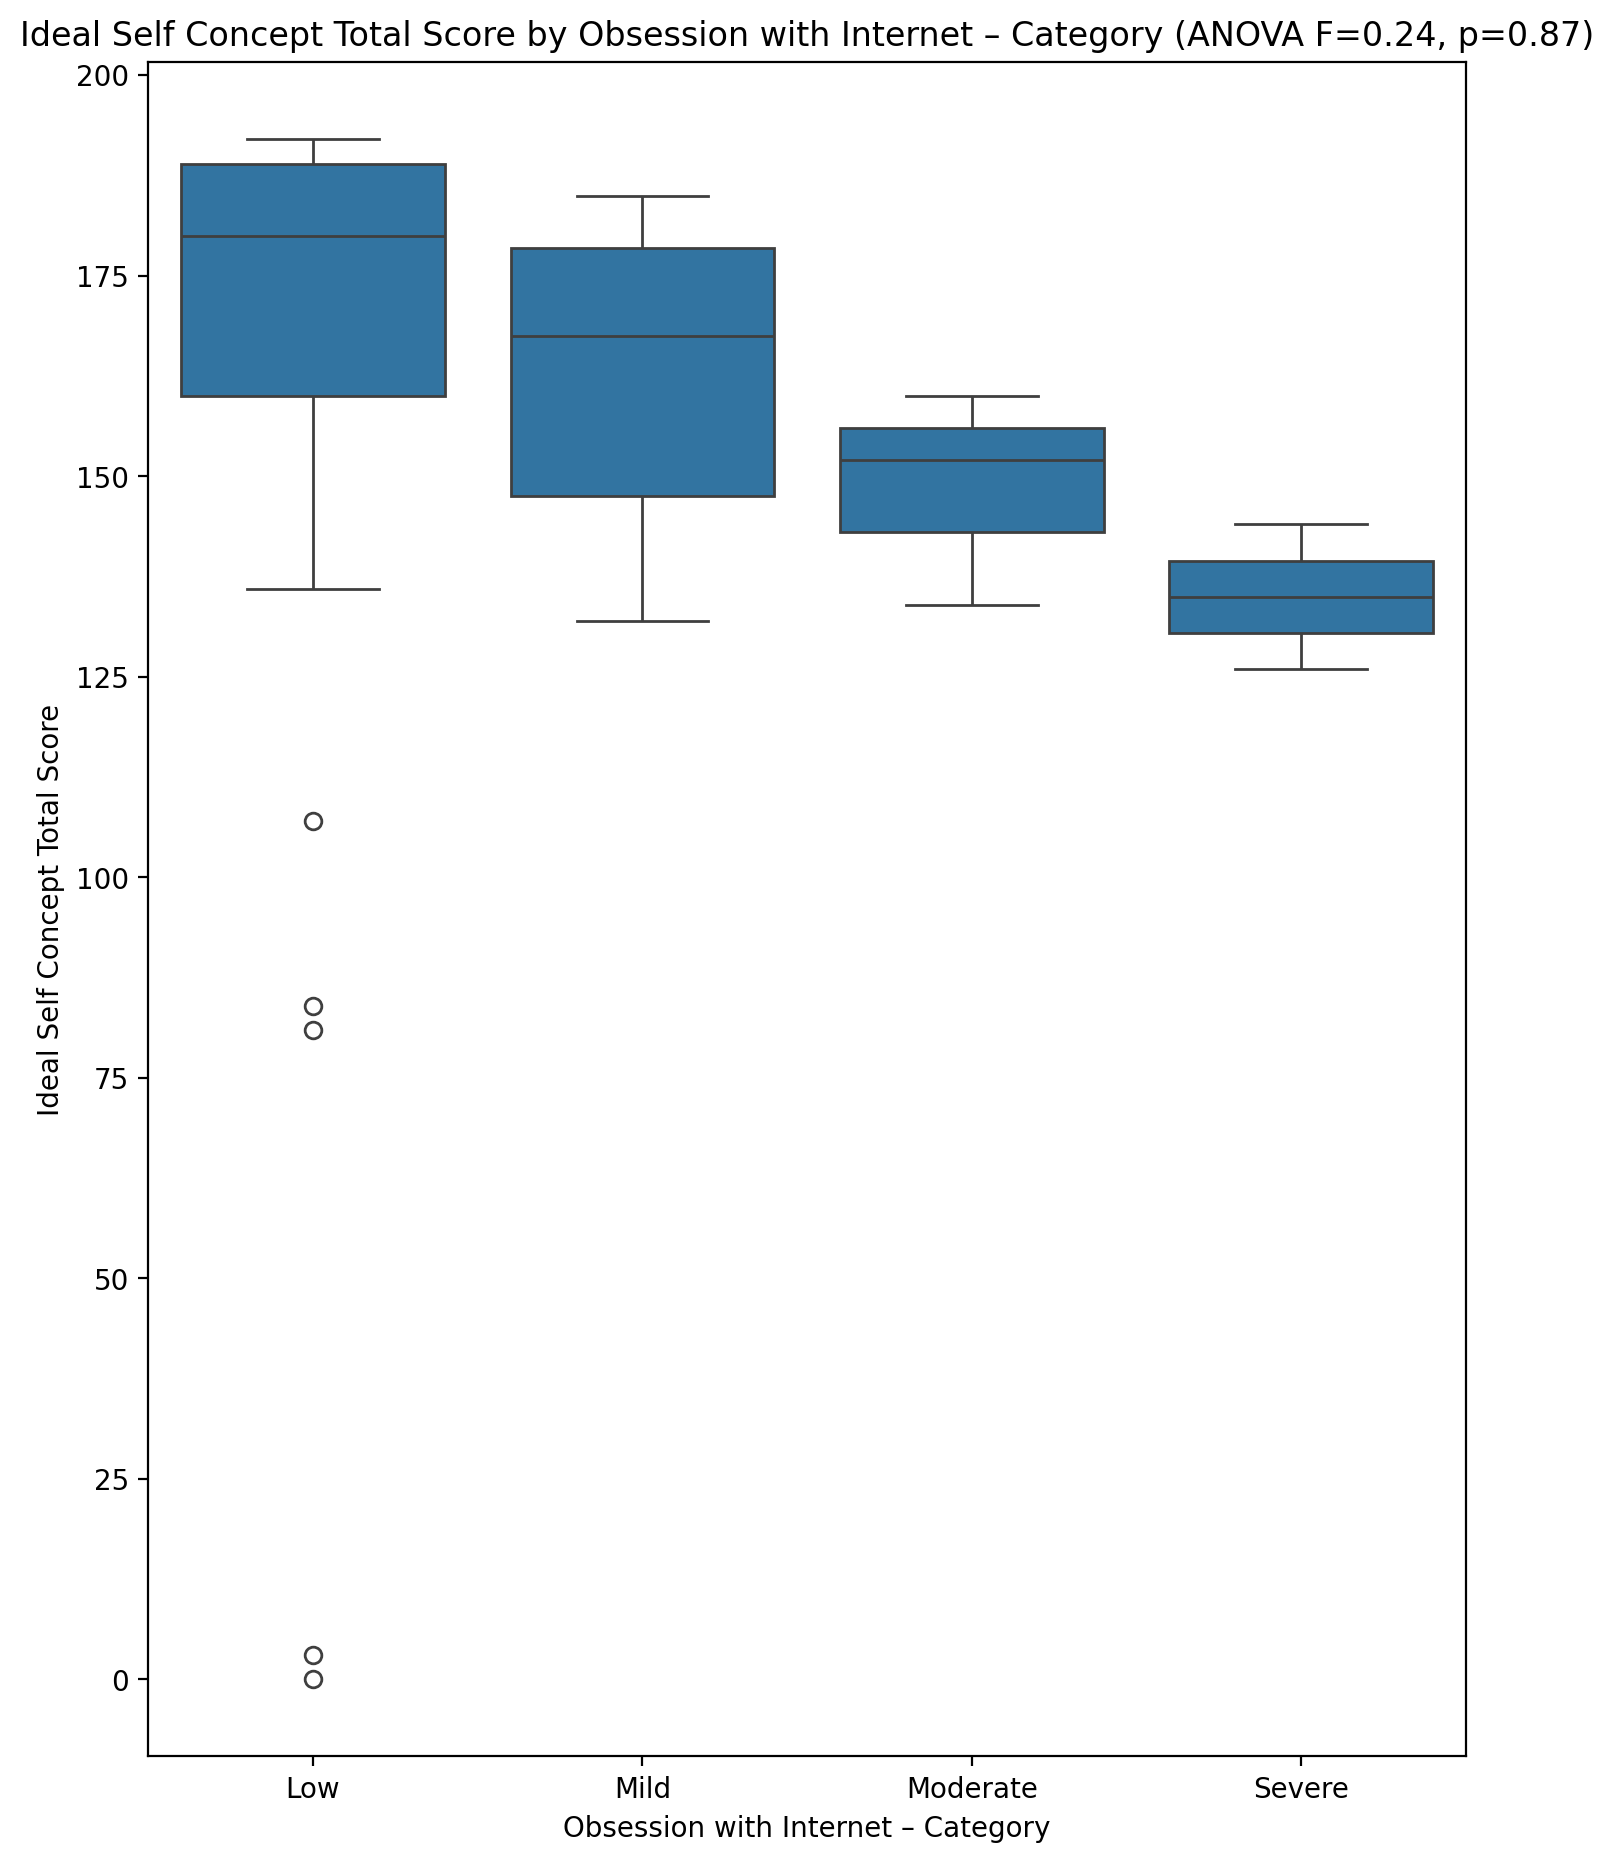 Ideal Self Concept Total Score by Obsession with Internet – Category (ANOVA F=0.24, p=0.87)
200
175
150
125
100
75
50
25
0
Ideal Self Concept Total Score
Low
Mild
Moderate
Severe
Obsession with Internet – Category